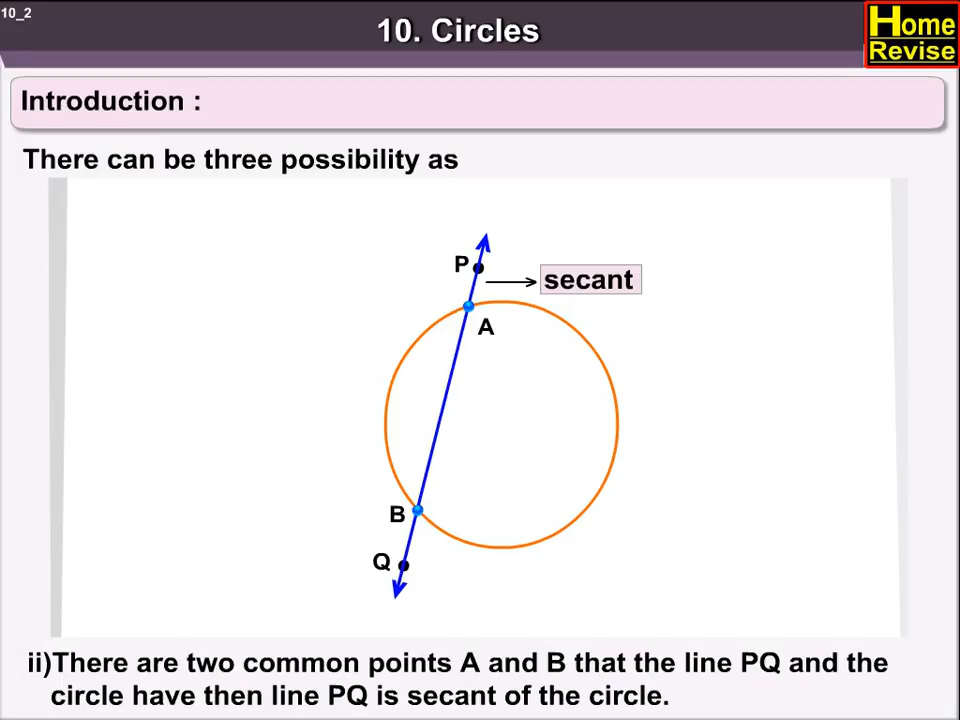 10_2
10. Circles
Home
Revise
Introduction :
There can be three possibility as
P
secant
A
B
Q
ii)There are two common points A and B that the line PQ and the
circle have then line PQ is secant of the circle.